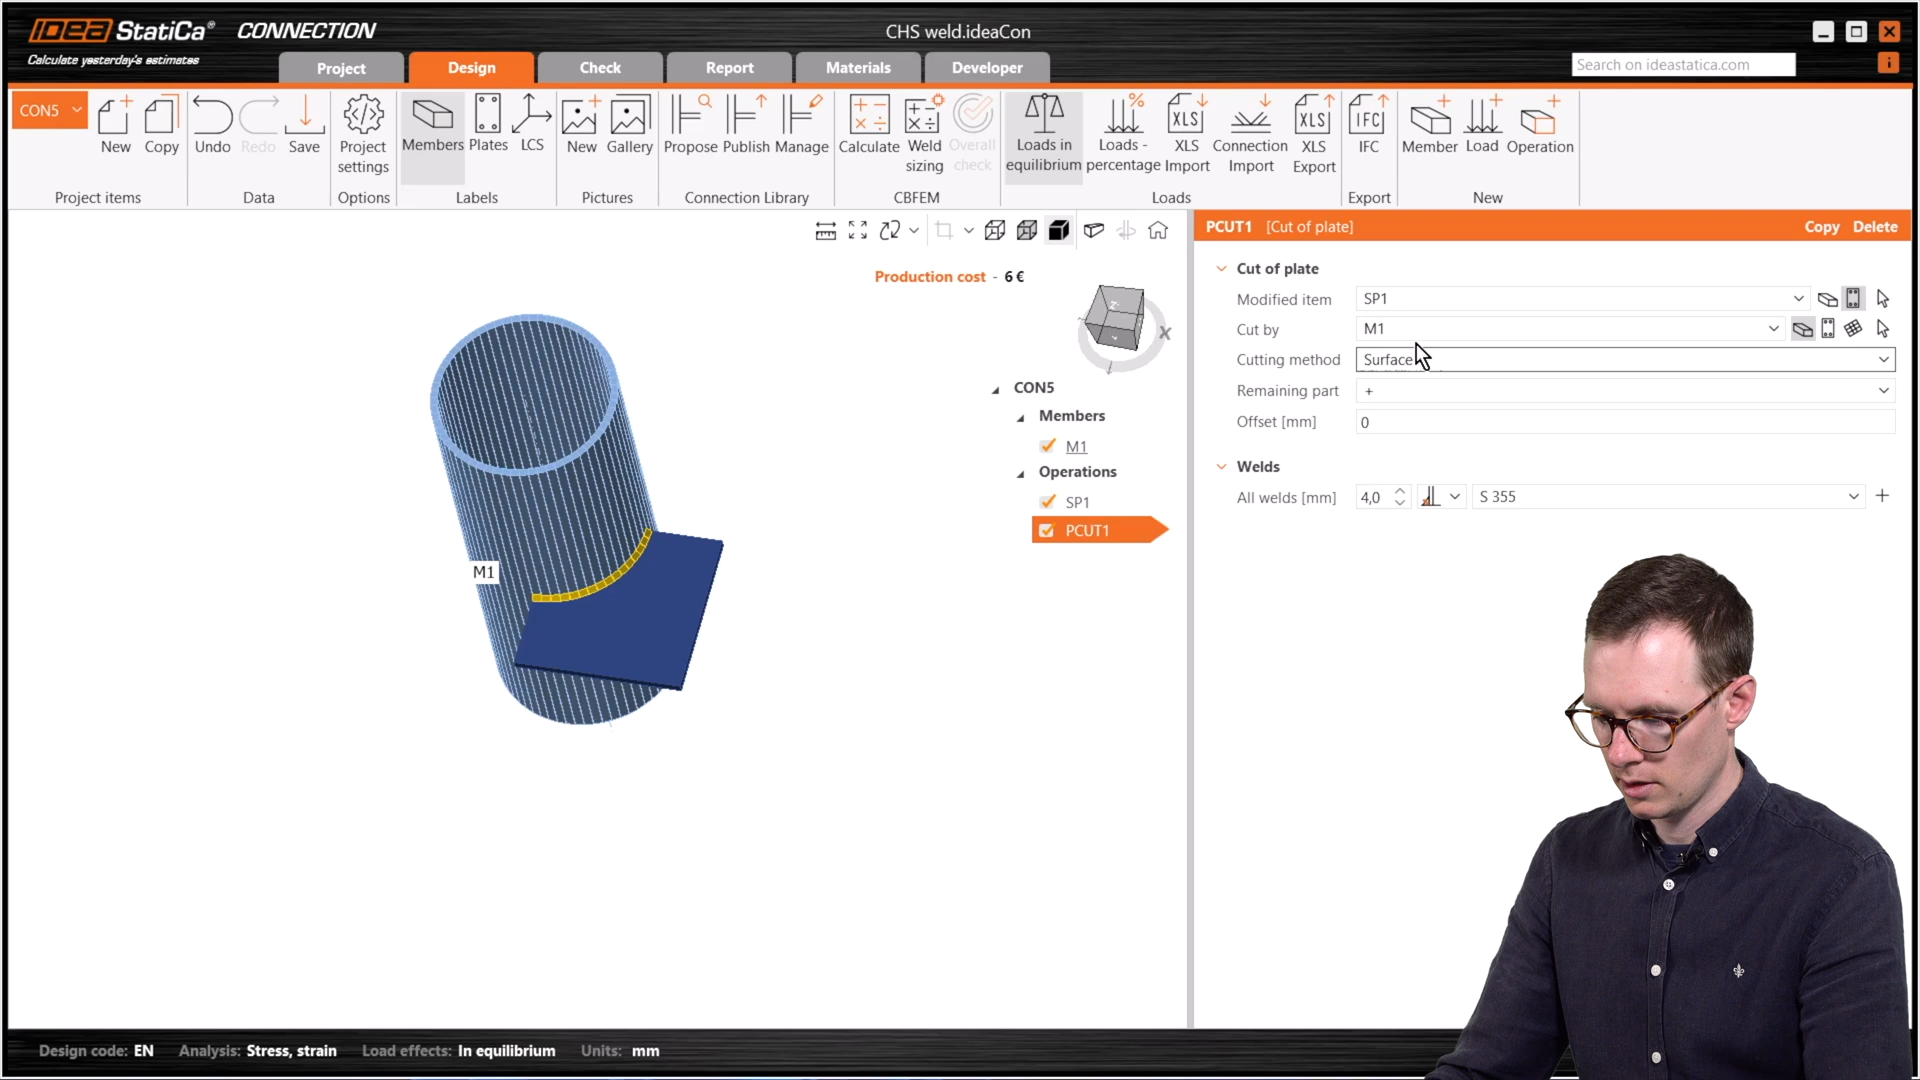 IDEA StatiCa® CONNECTION
Calculate yesterday's estimates
CHS weld.ideaCon
Project Design Check Report Materials Developer
Search on ideastatica.com
i
CON5
New Copy Undo Redo Save Project settings Members Plates LCS New Gallery Propose Publish Manage Calculate Weld sizing Overall check Loads in equilibrium Loads - percentage XLS Import Connection Import XLS Export IFC Member Load Operation
Project items Data Options Labels Pictures Connection Library CBFEM Loads Export New
PCUT1 [Cut of plate] Copy Delete
Production cost - 6 €
X
M1
CON5
Members
M1
Operations
SP1
PCUT1
Cut of plate
Modified item SP1
Cut by M1
Cutting method Surface
Remaining part +
Offset [mm] 0
Welds
All welds [mm] 4,0 S 355
Design code: EN Analysis: Stress, strain Load effects: In equilibrium Units: mm